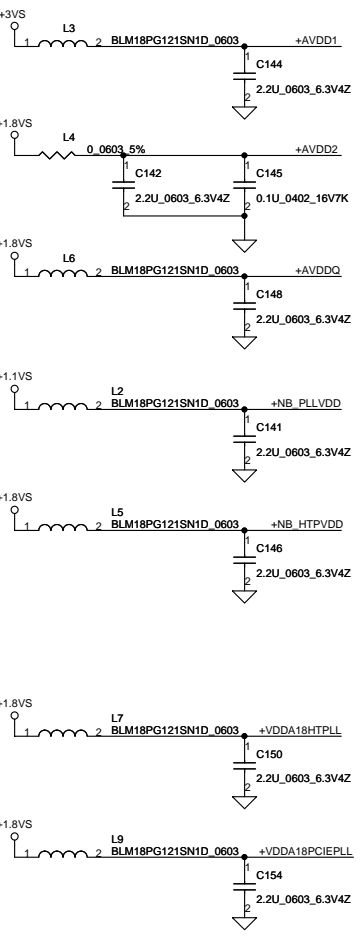 +3VS
L3
1 2 BLM18PG121SN1D_0603 +AVDD1
1
C144
2.2U_0603_6.3V4Z
2
+1.8VS
L4
0_0603_5% +AVDD2
1 1
C142 C145
2.2U_0603_6.3V4Z 0.1U_0402_16V7K
2 2
+1.8VS
L6
1 2 BLM18PG121SN1D_0603 +AVDDQ
1
C148
2.2U_0603_6.3V4Z
2
+1.1VS
L2
1 2 BLM18PG121SN1D_0603 +NB_PLLVDD
1
C141
2.2U_0603_6.3V4Z
2
+1.8VS
L5
1 2 BLM18PG121SN1D_0603 +NB_HTPVDD
1
C146
2.2U_0603_6.3V4Z
2
+1.8VS
L7
1 2 BLM18PG121SN1D_0603 +VDDA18HTPLL
1
C150
2.2U_0603_6.3V4Z
2
+1.8VS
L9
1 2 BLM18PG121SN1D_0603 +VDDA18PCIEPLL
1
C154
2.2U_0603_6.3V4Z
2